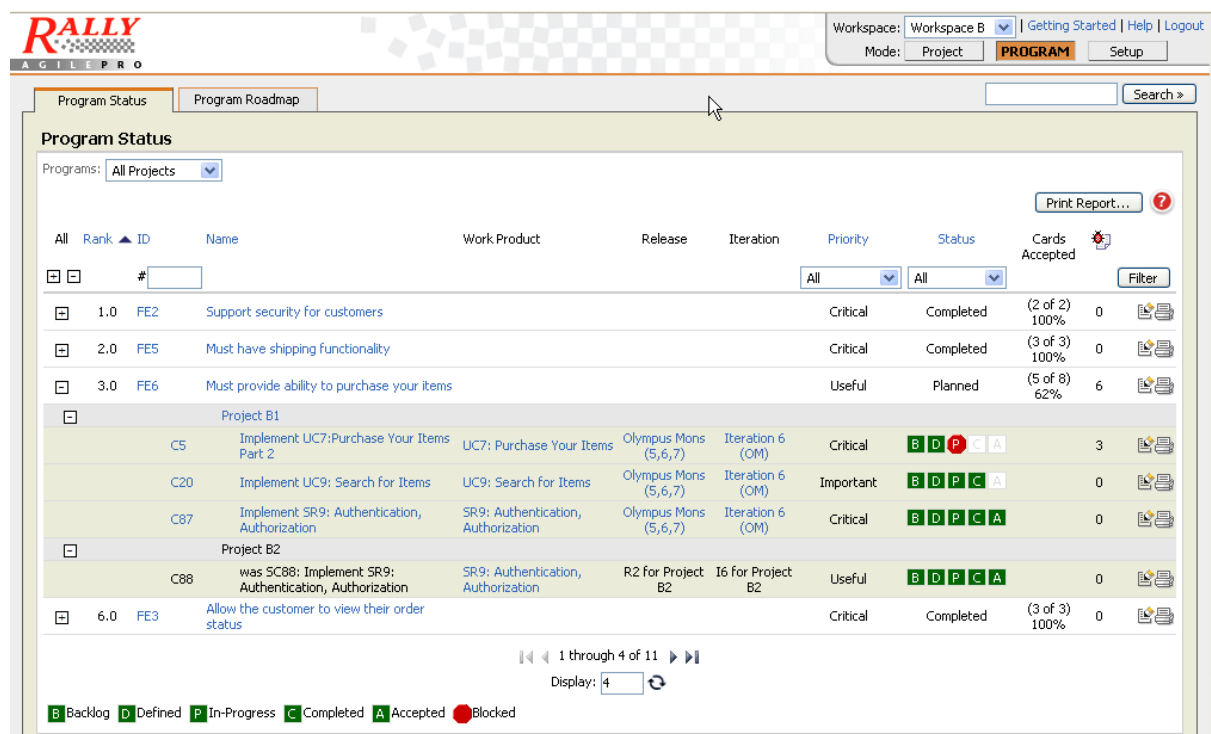 RALLY
AGILE PRO
Workspace: Workspace B | Getting Started | Help | Logout
Mode: Project PROGRAM Setup
Program Status Program Roadmap Search »
Program Status
Programs: All Projects
Print Report... ?
All Rank ID Name Work Product Release Iteration Priority Status Cards Accepted
# All All Filter
1.0 FE2 Support security for customers Critical Completed (2 of 2) 100% 0
2.0 FE5 Must have shipping functionality Critical Completed (3 of 3) 100% 0
3.0 FE6 Must provide ability to purchase your items Useful Planned (5 of 8) 62% 6
Project B1
C5 Implement UC7:Purchase Your Items Part 2 UC7: Purchase Your Items Olympus Mons (5,6,7) Iteration 6 (OM) Critical B D P C A 3
C20 Implement UC9: Search for Items UC9: Search for Items Olympus Mons (5,6,7) Iteration 6 (OM) Important B D P C A 0
C87 Implement SR9: Authentication, Authorization SR9: Authentication, Authorization Olympus Mons (5,6,7) Iteration 6 (OM) Critical B D P C A 0
Project B2
C88 was SC88: Implement SR9: Authentication, Authorization SR9: Authentication, Authorization R2 for Project B2 I6 for Project B2 Useful B D P C A 0
6.0 FE3 Allow the customer to view their order status Critical Completed (3 of 3) 100% 0
1 through 4 of 11
Display: 4
B Backlog D Defined P In-Progress C Completed A Accepted Blocked